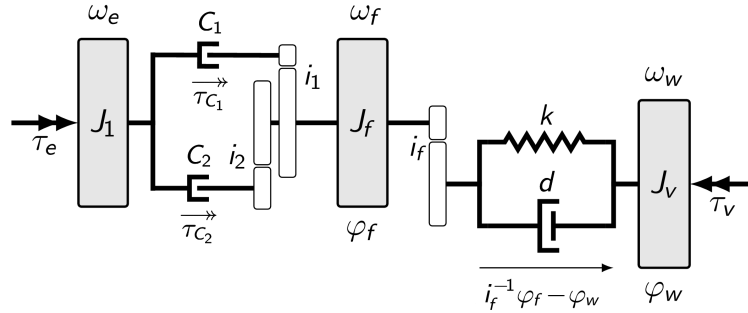 ω_e
C_1
ω_f
τ_{C_1}
i_1
ω_w
τ_e
J_1
J_f
k
i_f
C_2
i_2
d
J_v
τ_v
τ_{C_2}
φ_f
i_f^{-1}φ_f−φ_w
φ_w